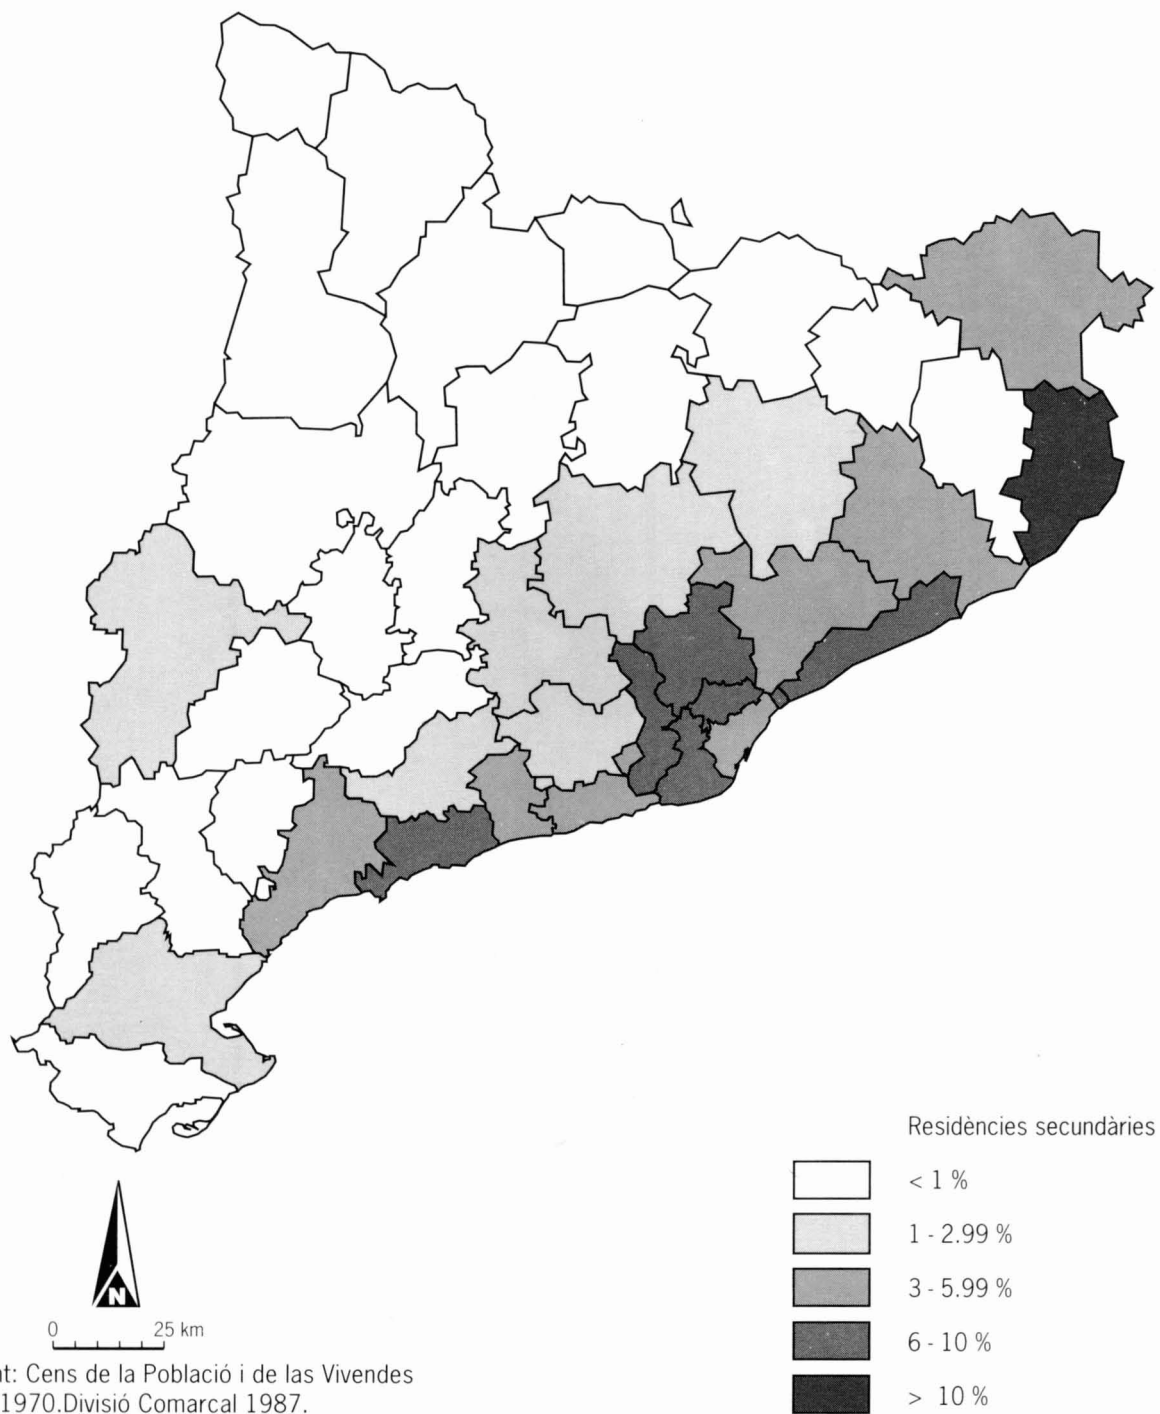 Residències secundàries
< 1 %
1 - 2.99 %
3 - 5.99 %
6 - 10 %
> 10 %
N
0 25 km
Cens de la Població i de las Vivendes
1970.Divisió Comarcal 1987.